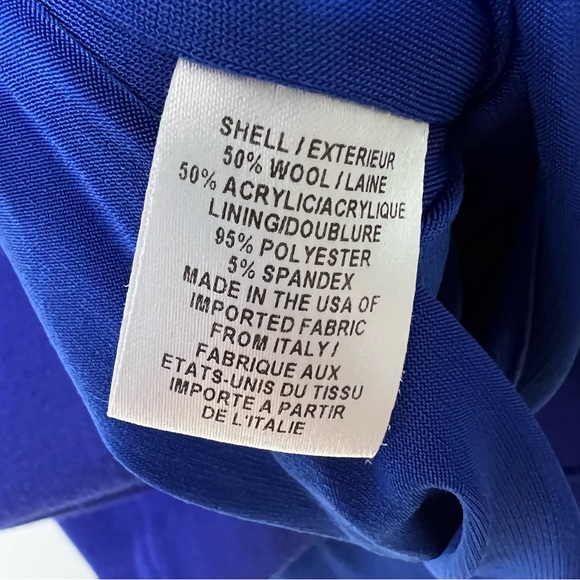 SHELL / EXTERIEUR
50% WOOL / LAINE
50% ACRYLIC/ACRYLIQUE
LINING/DOUBLURE
95% POLYESTER
5% SPANDEX
MADE IN THE USA OF
IMPORTED FABRIC
FROM ITALY /
FABRIQUE AUX
ETATS-UNIS DU TISSU
IMPORTE A PARTIR
DE L'ITALIE